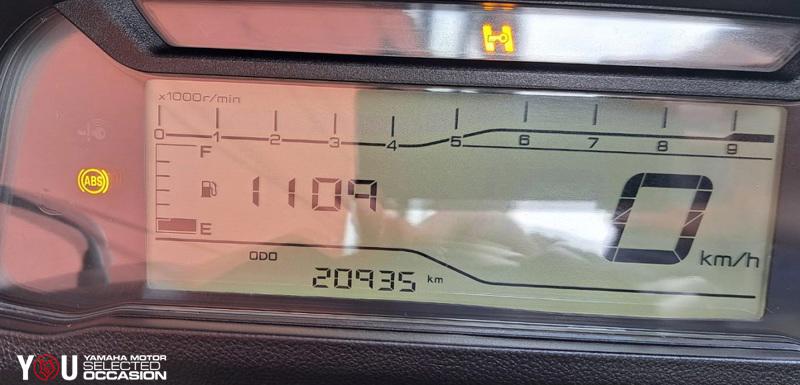 x1000r/min
0 1 2 3 4 5 6 7 8 9
F
ABS
1109
0 km/h
E
ODO
20935 km
YOU YAMAHA MOTOR
SELECTED
OCCASION